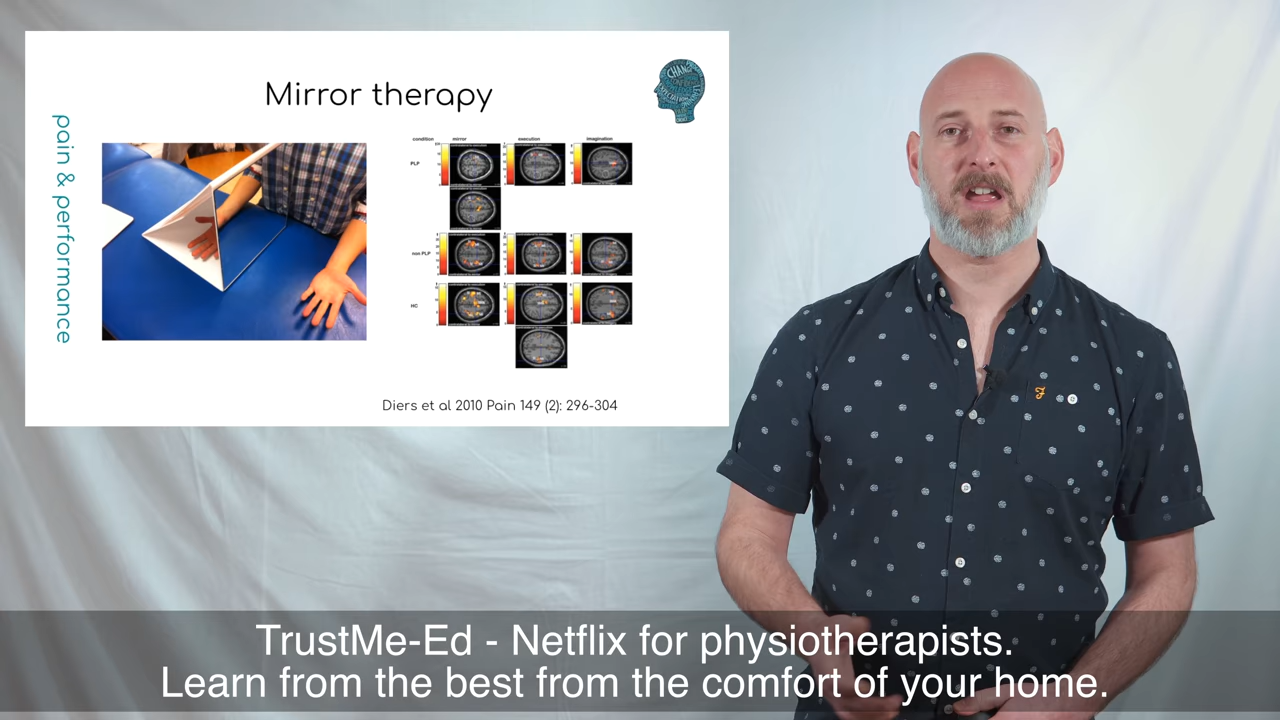 Mirror therapy
pain & performance
CHANGE
condition mirror execution imagination
PLP
non PLP
HC
Diers et al 2010 Pain 149 (2): 296-304
TrustMe-Ed - Netflix for physiotherapists.
Learn from the best from the comfort of your home.